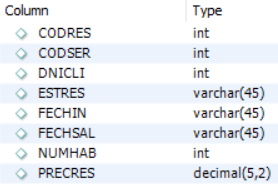 Column Type
CODRES int
CODSER int
DNICLI int
ESTRES varchar(45)
FECHIN varchar(45)
FECHSAL varchar(45)
NUMHAB int
PRECRES decimal(5,2)